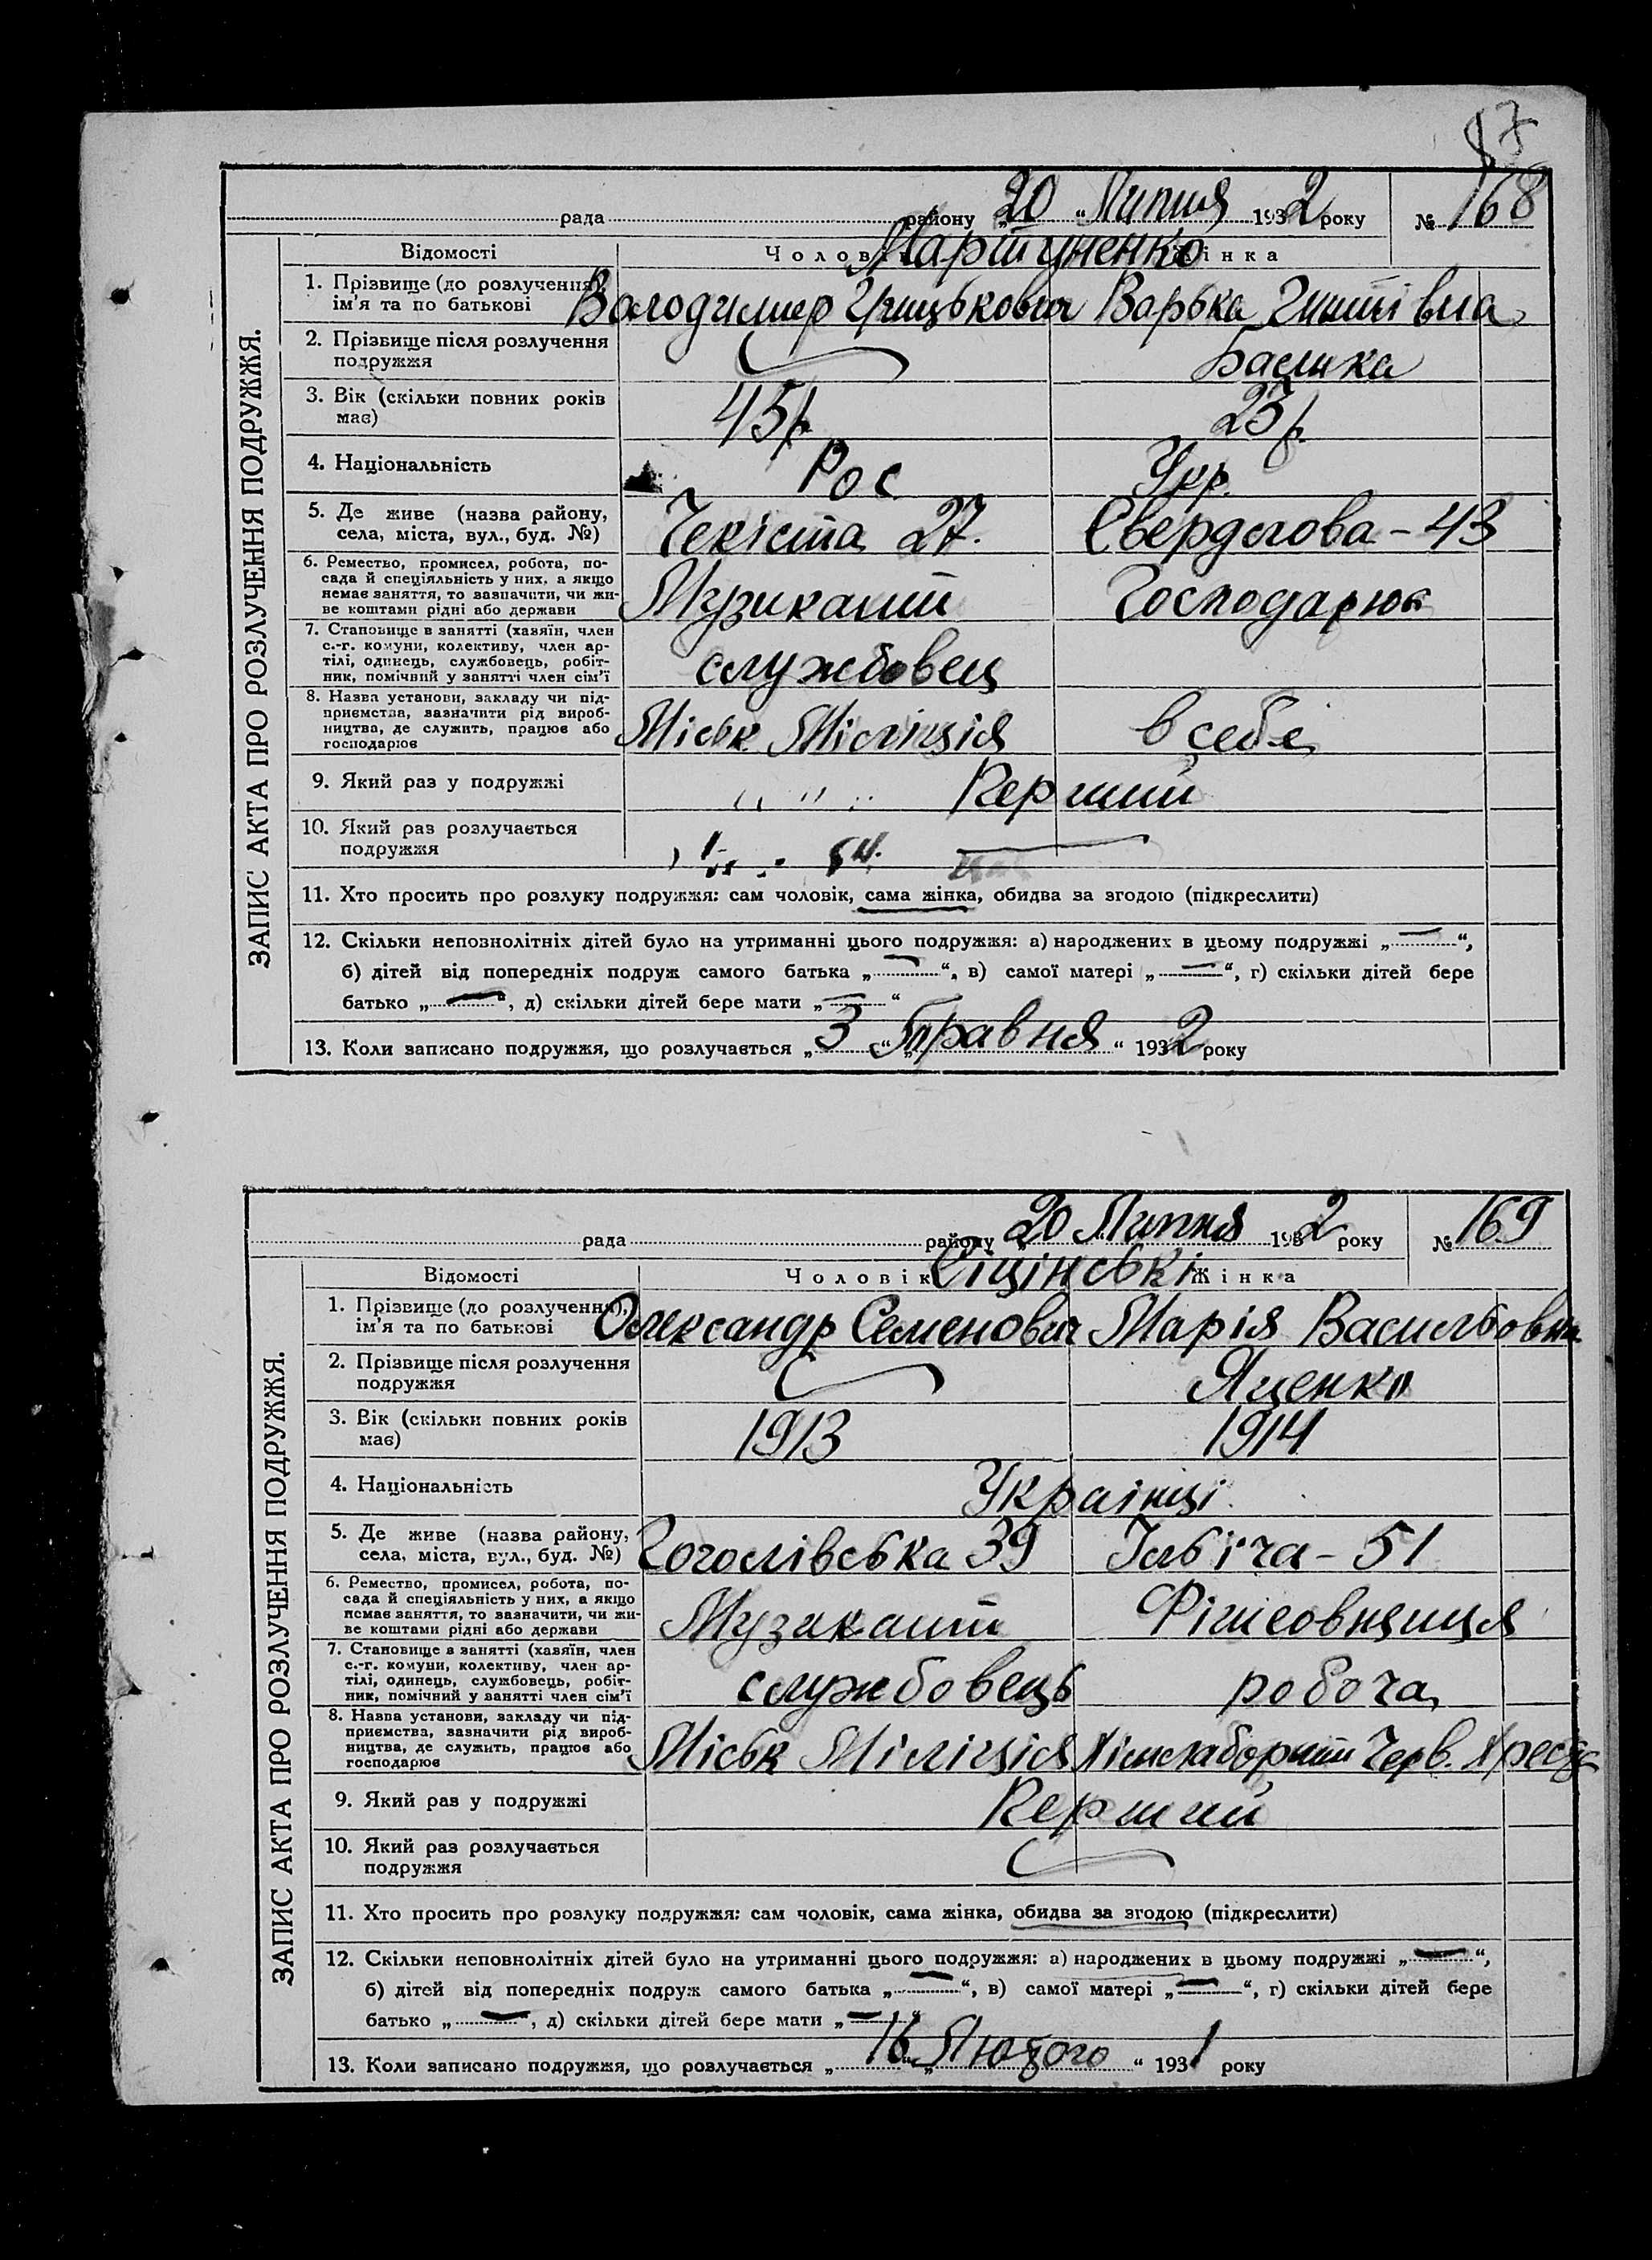 168
рада району „20“ Липня 1932 року № 168
ЗАПИС АКТА ПРО РОЗЛУЧЕННЯ ПОДРУЖЖЯ.
Відомості Чоловік Жінка
Мартиненко
1. Прізвище (до розлучення), ім'я та по батькові Володимир Грицькович Варька
2. Прізвище після розлучення подружжя
3. Вік (скільки повних років має) 45 р. 23 р.
4. Національність Рос Укр.
5. Де живе (назва району, села, міста, вул., буд. №) Чекіста 27. Свердлова - 43
6. Ремество, промисел, робота, посада й спеціяльність у них, а якщо немає заняття, то зазначити, чи живе коштами рідні або держави Музикант Господарює
7. Становище в занятті (хазяїн, член с.-г. комуни, колективу, член артілі, одинець, службовець, робітник, помічний у занятті член сім'ї службовец
8. Назва установи, закладу чи підприємства, зазначити рід виробництва, де служить, працює або господарює Міськ Міліція в себе
9. Який раз у подружжі " " " Перший
10. Який раз розлучається подружжя
11. Хто просить про розлуку подружжя: сам чоловік, сама жінка, обидва за згодою (підкреслити)
12. Скільки неповнолітніх дітей було на утриманні цього подружжя: а) народжених в цьому подружжі „—“,
б) дітей від попередніх подруж самого батька „—“, в) самої матері „—“, г) скільки дітей бере
батько „—“, д) скільки дітей бере мати „—“
13. Коли записано подружжя, що розлучається „3“ „Травня“ 1932 року
рада району „20 Липня 1932 року № 169
ЗАПИС АКТА ПРО РОЗЛУЧЕННЯ ПОДРУЖЖЯ.
Відомості Чоловік Жінка
Сіцінські
1. Прізвище (до розлучення), ім'я та по батькові Олександр Семенович Марія Васильовна
2. Прізвище після розлучення подружжя Яценко
3. Вік (скільки повних років має) 1913 1914
4. Національність Українці
5. Де живе (назва району, села, міста, вул., буд. №) Гоголівська 39 Ільіча - 51
6. Ремество, промисел, робота, посада й спеціяльність у них, а якщо немає заняття, то зазначити, чи живе коштами рідні або держави Музикант
7. Становище в занятті (хазяїн, член с.-г. комуни, колективу, член артілі, одинець, службовець, робітник, помічний у занятті член сім'ї службовець робоча
8. Назва установи, закладу чи підприємства, зазначити рід виробництва, де служить, працює або господарює Міськ Міліція Черв. Хреста
9. Який раз у подружжі Перший
10. Який раз розлучається подружжя
11. Хто просить про розлуку подружжя: сам чоловік, сама жінка, обидва за згодою (підкреслити)
12. Скільки неповнолітніх дітей було на утриманні цього подружжя: а) народжених в цьому подружжі „—“,
б) дітей від попередніх подруж самого батька „—“, в) самої матері „—“, г) скільки дітей бере
батько „—“, д) скільки дітей бере мати „—“
13. Коли записано подружжя, що розлучається „16“ „Лютого“ 1931 року